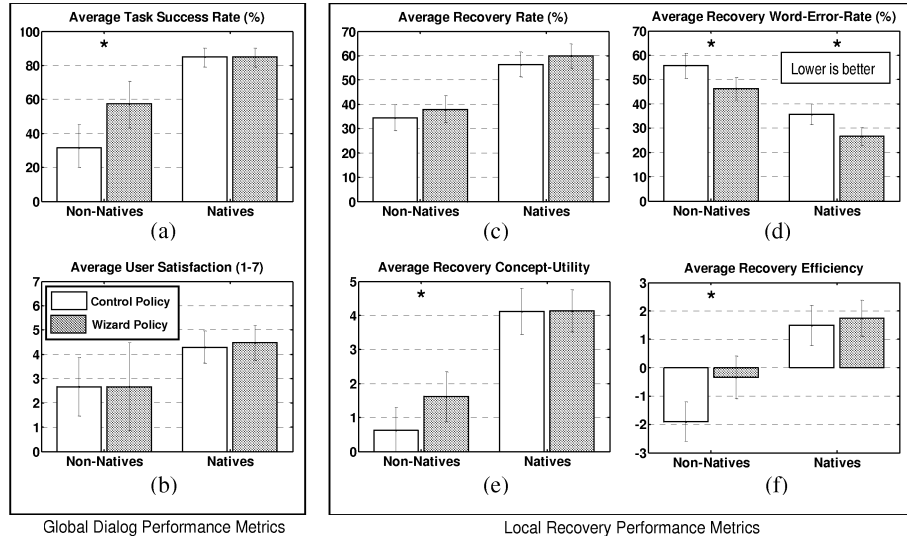 Average Task Success Rate (%)
100
80
60
40
20
0
*
Non-Natives
Natives
(a)
Average User Satisfaction (1-7)
7
6
5
4
3
2
1
0
Control Policy
Wizard Policy
Non-Natives
Natives
(b)
Global Dialog Performance Metrics
Average Recovery Rate (%)
70
60
50
40
30
20
10
0
Non-Natives
Natives
(c)
Average Recovery Word-Error-Rate (%)
70
60
50
40
30
20
10
0
*
*
Lower is better
Non-Natives
Natives
(d)
Average Recovery Concept-Utility
5
4
3
2
1
0
*
Non-Natives
Natives
(e)
Average Recovery Efficiency
3
2
1
0
-1
-2
-3
*
Non-Natives
Natives
(f)
Local Recovery Performance Metrics